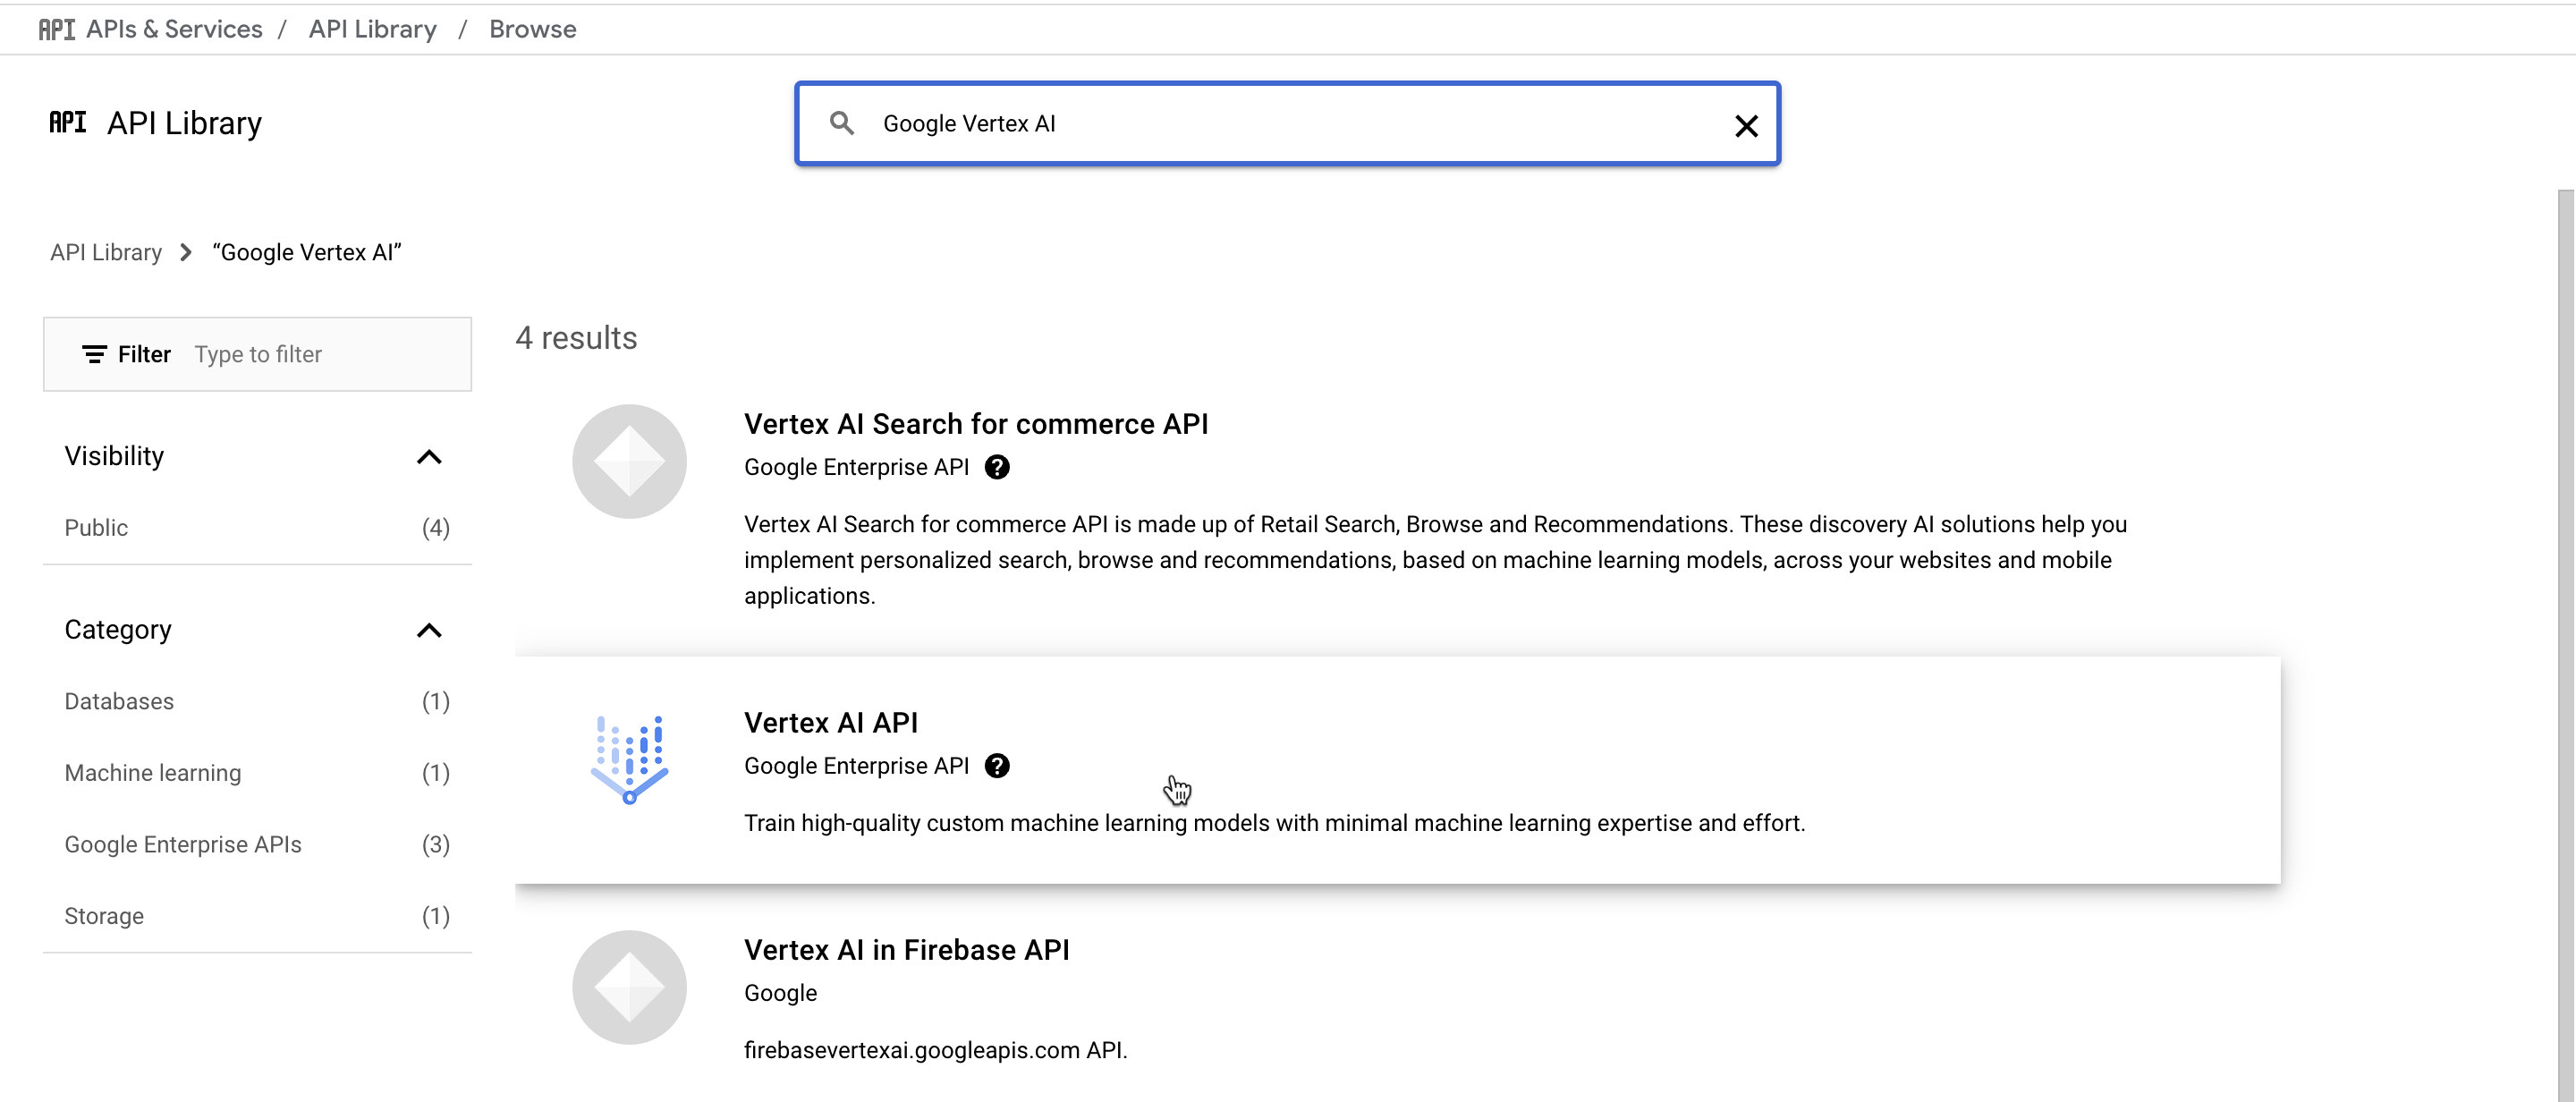 API APIs & Services / API Library / Browse
API API Library
Google Vertex AI
API Library > “Google Vertex AI”
Filter Type to filter
Visibility
Public (4)
Category
Databases (1)
Machine learning (1)
Google Enterprise APIs (3)
Storage (1)
4 results
Vertex AI Search for commerce API
Google Enterprise API ?
Vertex AI Search for commerce API is made up of Retail Search, Browse and Recommendations. These discovery AI solutions help you
implement personalized search, browse and recommendations, based on machine learning models, across your websites and mobile
applications.
Vertex AI API
Google Enterprise API ?
Train high-quality custom machine learning models with minimal machine learning expertise and effort.
Vertex AI in Firebase API
Google
firebasevertexai.googleapis.com API.